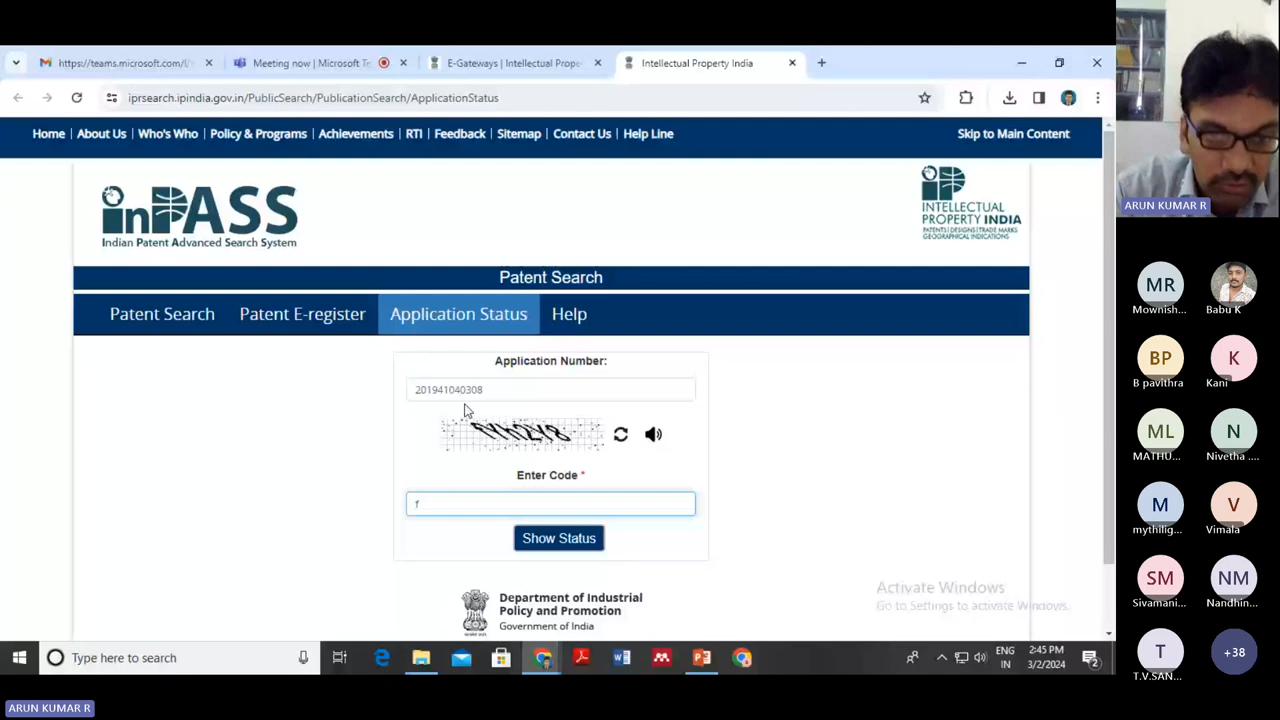 https://teams.microsoft.com/l/
Meeting now | Microsoft Te
E-Gateways | Intellectual Prope
Intellectual Property India
iprsearch.ipindia.gov.in/PublicSearch/PublicationSearch/ApplicationStatus
Home | About Us | Who's Who | Policy & Programs | Achievements | RTI | Feedback | Sitemap | Contact Us | Help Line
Skip to Main Content
inPASS
Indian Patent Advanced Search System
INTELLECTUAL
PROPERTY INDIA
PATENTS | DESIGNS | TRADE MARKS
GEOGRAPHICAL INDICATIONS
Patent Search
Patent Search
Patent E-register
Application Status
Help
Application Number:
201941040308
Enter Code *
f
Show Status
Department of Industrial
Policy and Promotion
Government of India
Activate Windows
Go to Settings to activate Windows.
Type here to search
ENG
IN
2:45 PM
3/2/2024
2
ARUN KUMAR R
ARUN KUMAR R
MR
Mownish...
Babu K
BP
B pavithra
K
Kani
ML
MATHU...
N
Nivetha ...
M
mythilig...
V
Vimala
SM
Sivamani...
NM
Nandhin...
T
T.V.SAN...
+38